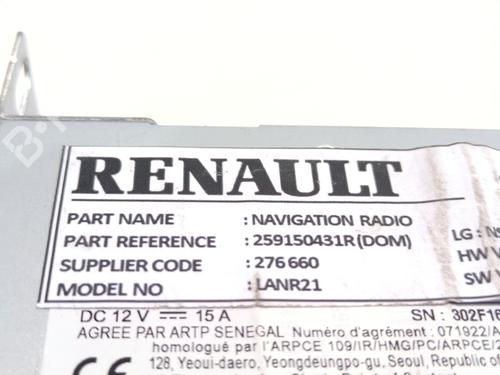 RENAULT
PART NAME : NAVIGATION RADIO
PART REFERENCE : 259150431R(DOM) LG : NS
SUPPLIER CODE : 276 660 HW V
MODEL NO : LANR21 SW
DC 12 V ⎓ 15 A SN : 302F16
AGREE PAR ARTP SENEGAL Numéro d'agrément : 071922/A
homologué par l'ARPCE 109/IR/HMG/PC/ARPCE/2
CE 128, Yeoui-daero, Yeongdeungpo-gu, Seoul, Republic of